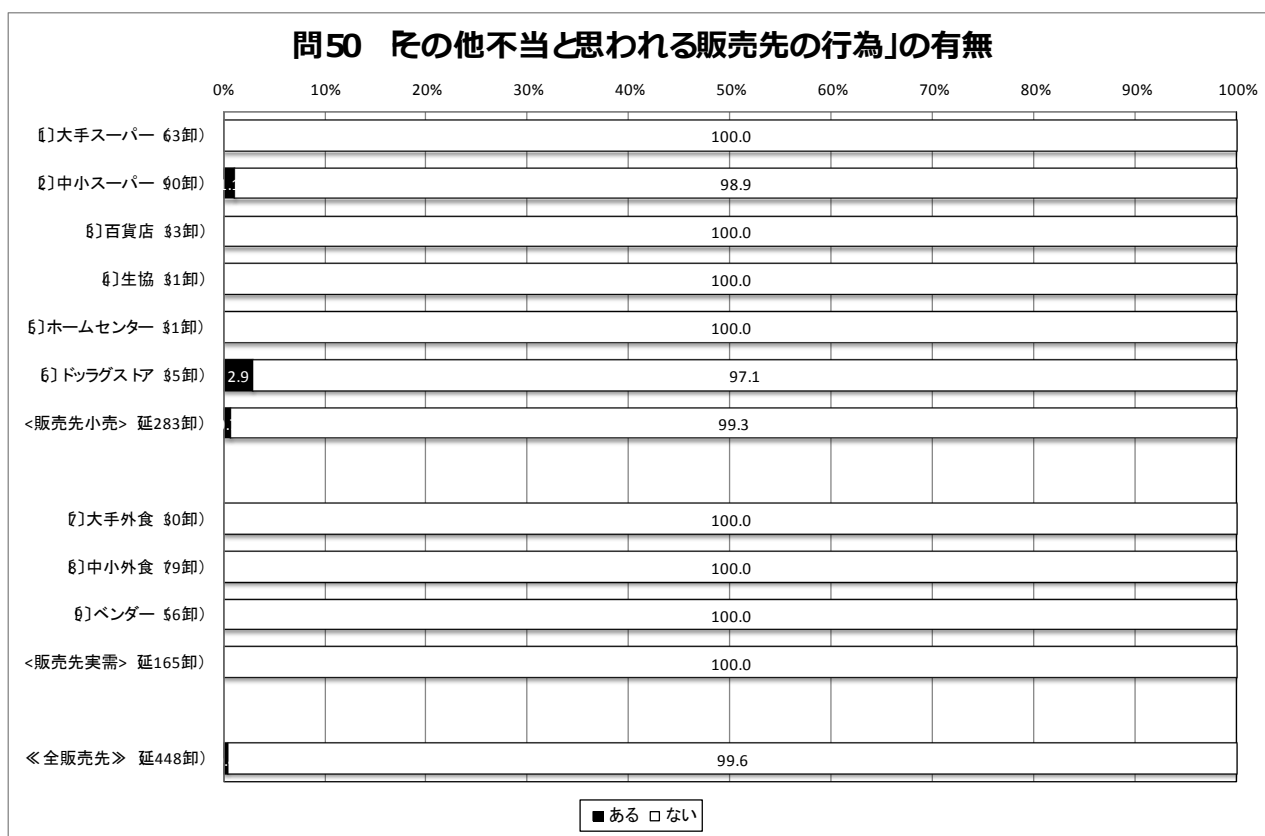 問50 「その他不当と思われる販売先の行為」の有無
0% 10% 20% 30% 40% 50% 60% 70% 80% 90% 100%
〔1〕大手スーパー（63卸） 100.0
〔2〕中小スーパー（90卸） 98.9
〔3〕百貨店（33卸） 100.0
〔4〕生協（31卸） 100.0
〔5〕ホームセンター（31卸） 100.0
〔6〕ドッラグストア（35卸） 2.9 97.1
<販売先小売>（延283卸） 99.3
〔7〕大手外食（30卸） 100.0
〔8〕中小外食（79卸） 100.0
〔9〕ベンダー（56卸） 100.0
<販売先実需>（延165卸） 100.0
≪全販売先≫（延448卸） 99.6
■ある □ない